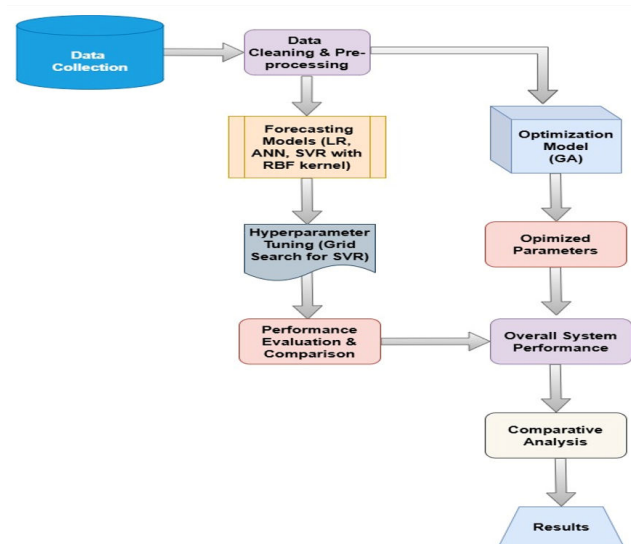 Data
Collection
Data
Cleaning & Pre-
processing
Forecasting
Models (LR,
ANN, SVR with
RBF kernel)
Optimization
Model
(GA)
Hyperparameter
Tuning (Grid
Search for SVR)
Opimized
Parameters
Performance
Evaluation &
Comparison
Overall System
Performance
Comparative
Analysis
Results